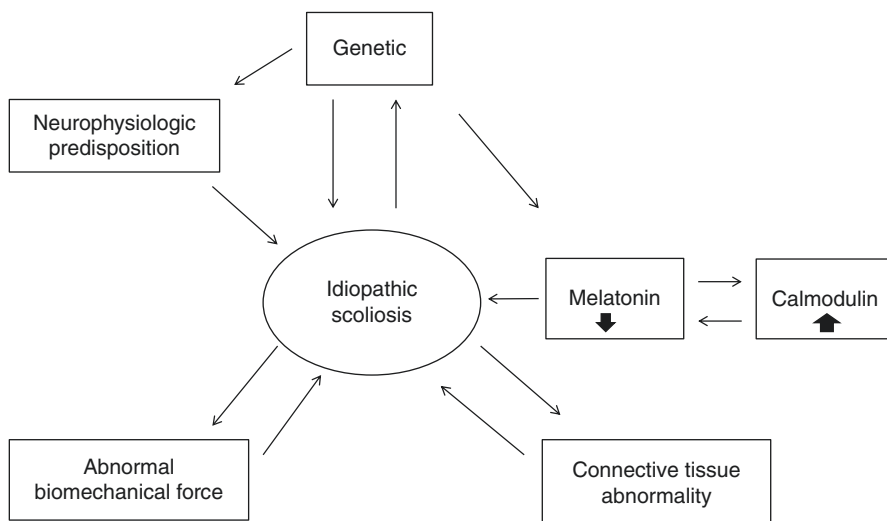 Genetic
Neurophysiologic
predisposition
Idiopathic
scoliosis
Melatonin
Calmodulin
Abnormal
biomechanical force
Connective tissue
abnormality